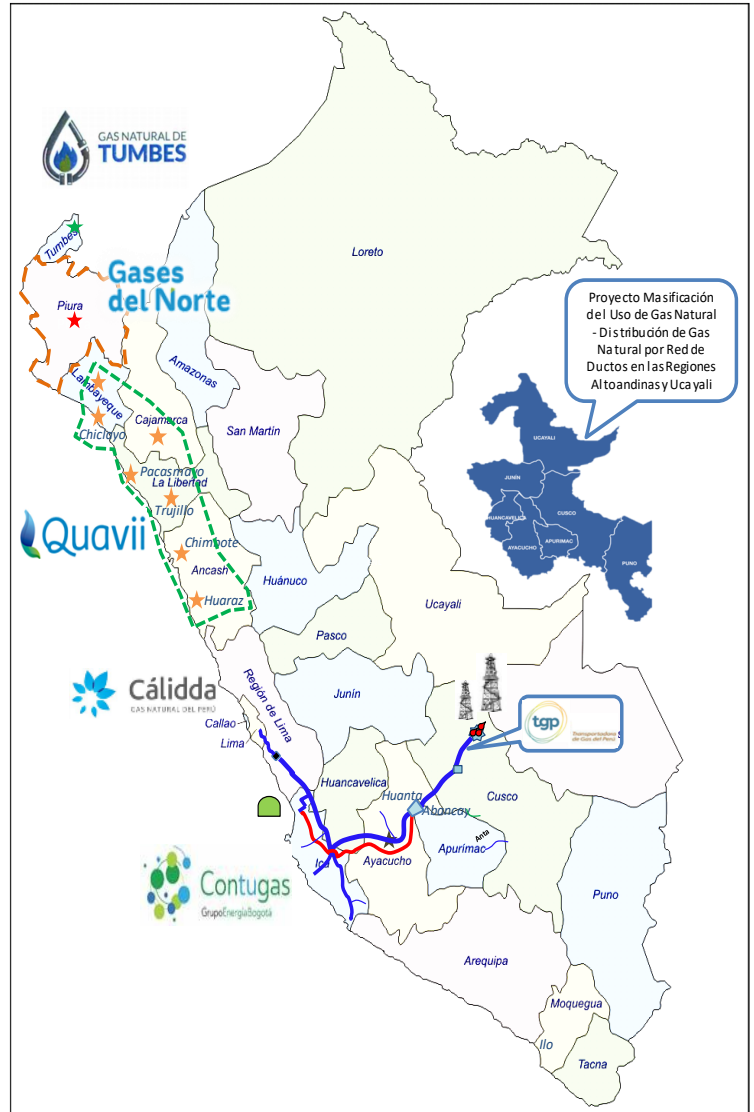 GAS NATURAL DE
TUMBES
Tumbes
Gases
del Norte
Piura
Loreto
Amazonas
Proyecto Masificación
del Uso de Gas Natural
- Distribución de Gas
Natural por Red de
Ductos en las Regiones
Altoandinas y Ucayali
Lambayeque
Cajamarca
San Martín
Chiclayo
UCAYALI
JUNÍN
CUSCO
HUANCAVELICA
APURIMAC
AYACUCHO
PUNO
Pacasmayo
La Libertad
Trujillo
Quavii
Chimbote
Ancash
Huaraz
Huánuco
Ucayali
Pasco
Cálidda
GAS NATURAL DEL PERÚ
Región de Lima
Junín
Callao
Lima
tgp
Transportadora
de Gas del Perú
s
Huancavelica
Huanta
Abancay
Cusco
Anta
Apurímac
Ica
Ayacucho
Contugas
GrupoEnergíaBogotá
Puno
Arequipa
Moquegua
Ilo
Tacna